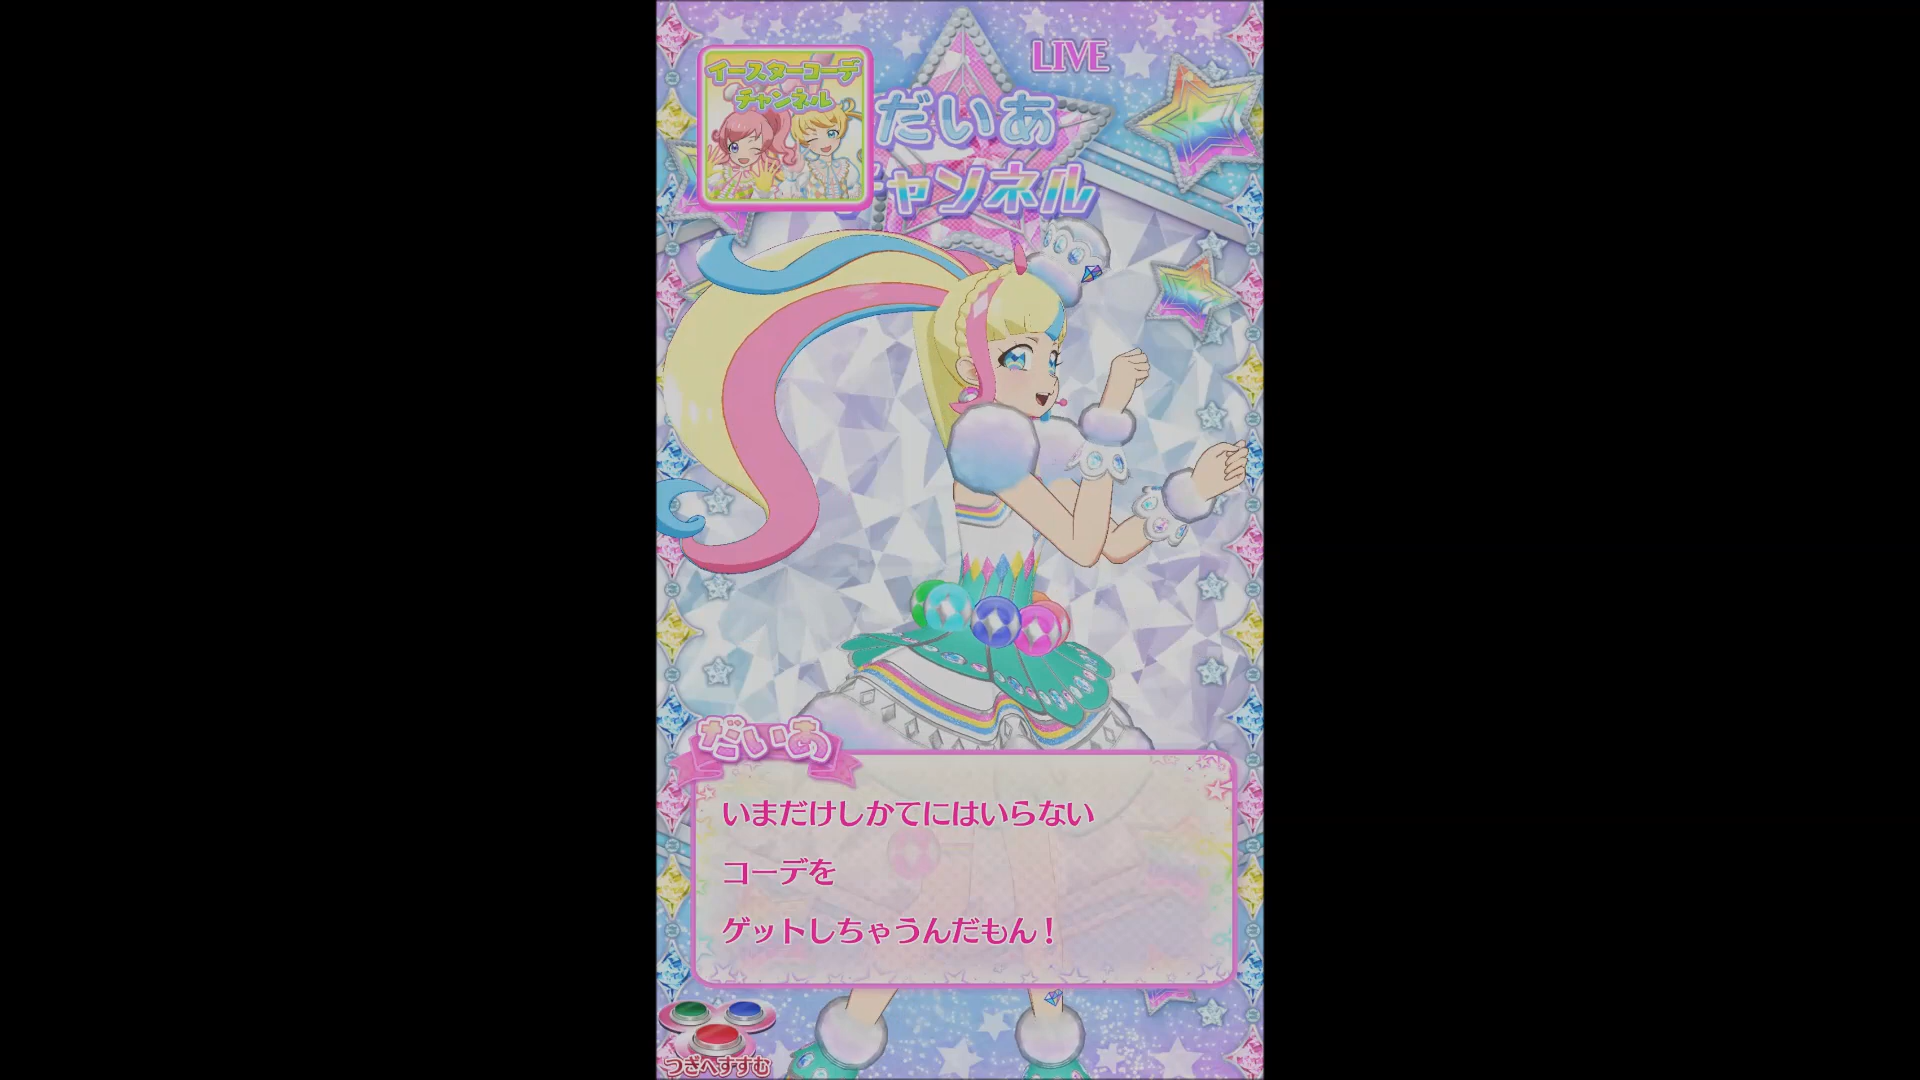 LIVE
イースターコーデ
チャンネル
だいあ
チャンネル
だいあ
いまだけしかてにはいらない
コーデを
ゲットしちゃうんだもん！
つぎへすすむ